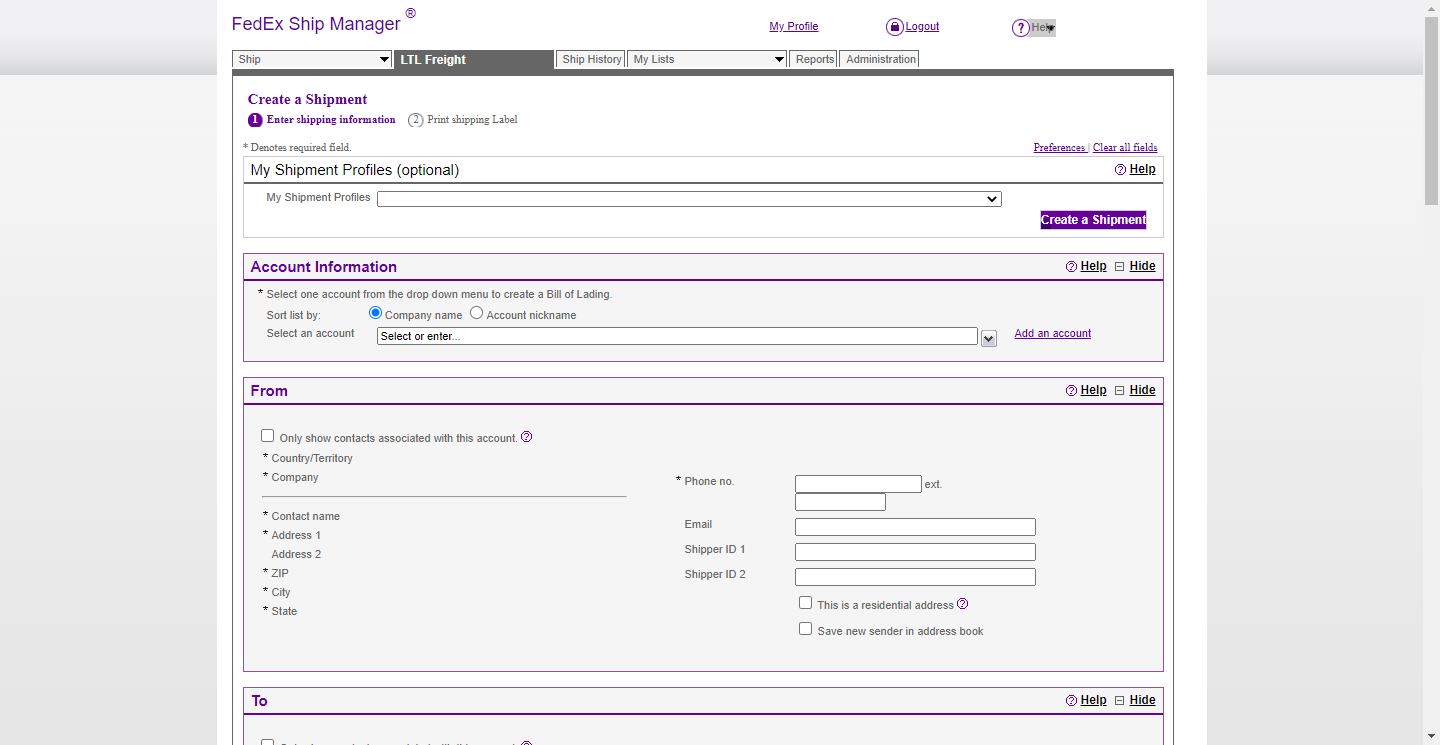 FedEx Ship Manager ®
My Profile
Logout
Help
Ship
LTL Freight
Ship History
My Lists
Reports
Administration
Create a Shipment
1 Enter shipping information 2 Print shipping Label
* Denotes required field.
Preferences | Clear all fields
My Shipment Profiles (optional)
Help
My Shipment Profiles
Create a Shipment
Account Information
Help Hide
* Select one account from the drop down menu to create a Bill of Lading.
Sort list by: Company name Account nickname
Select an account Select or enter... Add an account
From
Help Hide
Only show contacts associated with this account.
* Country/Territory
* Company
* Contact name
* Address 1
Address 2
* ZIP
* City
* State
* Phone no. ext.
Email
Shipper ID 1
Shipper ID 2
This is a residential address
Save new sender in address book
To
Help Hide